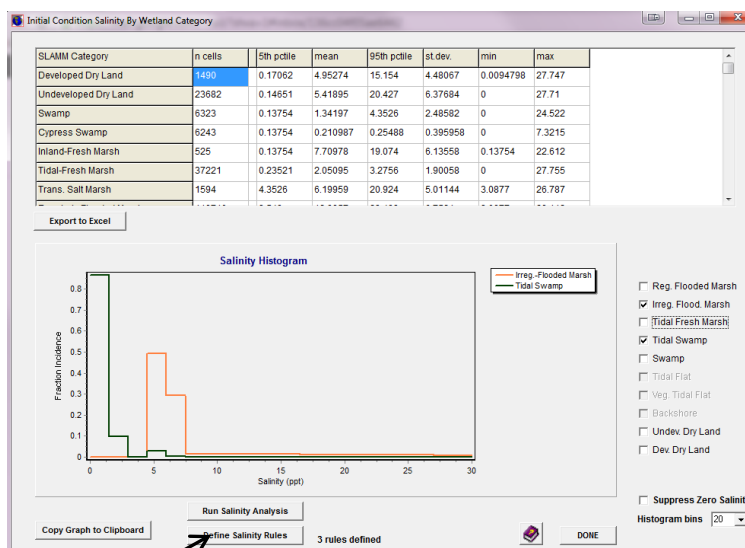 Initial Condition Salinity By Wetland Category
SLAMM Category n cells 5th pctile mean 95th pctile st.dev. min max
Developed Dry Land 1490 0.17062 4.95274 15.154 4.48067 0.0094798 27.747
Undeveloped Dry Land 23682 0.14651 5.41895 20.427 6.37684 0 27.71
Swamp 6323 0.13754 1.34197 4.3526 2.48582 0 24.522
Cypress Swamp 6243 0.13754 0.210987 0.25488 0.395958 0 7.3215
Inland-Fresh Marsh 525 0.13754 7.70978 19.074 6.13558 0.13754 22.612
Tidal-Fresh Marsh 37221 0.23521 2.05095 3.2756 1.90058 0 27.755
Trans. Salt Marsh 1594 4.3526 6.19959 20.924 5.01144 3.0877 26.787
Export to Excel
Salinity Histogram
Irreg.-Flooded Marsh
Tidal Swamp
Fraction Incidence
0.8
0.7
0.6
0.5
0.4
0.3
0.2
0.1
0
0 5 10 15 20 25 30
Salinity (ppt)
Reg. Flooded Marsh
Irreg. Flood. Marsh
Tidal Fresh Marsh
Tidal Swamp
Swamp
Tidal Flat
Veg. Tidal Flat
Backshore
Undev. Dry Land
Dev. Dry Land
Suppress Zero Salinit
Histogram bins 20
Run Salinity Analysis
Copy Graph to Clipboard
Define Salinity Rules
3 rules defined
DONE